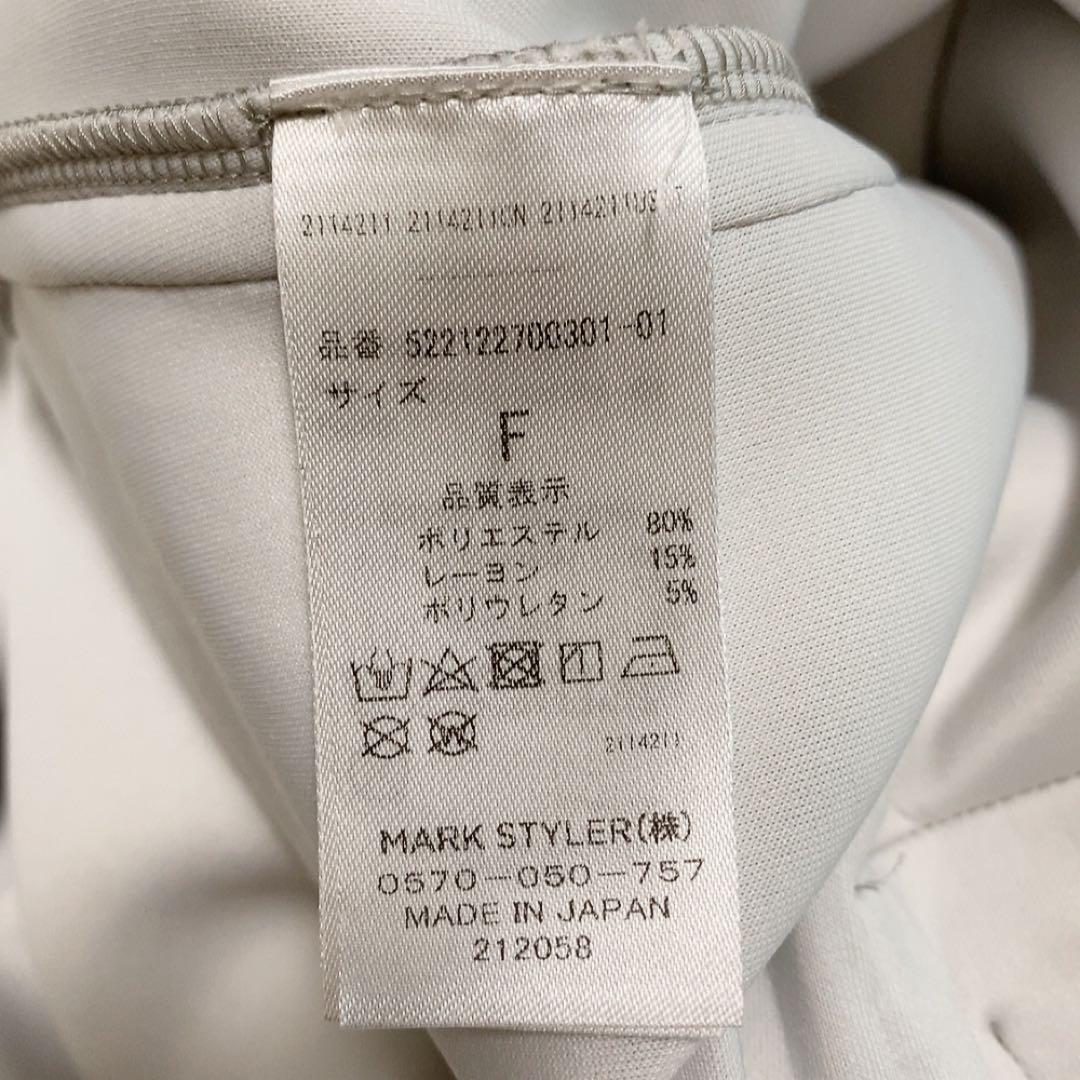 2114211 2114211CN 2114211US
品番 522122700301-01
サイズ
F
品質表示
ポリエステル 80%
レーヨン 15%
ポリウレタン 5%
2114211
MARK STYLER(株)
0570-050-757
MADE IN JAPAN
212058